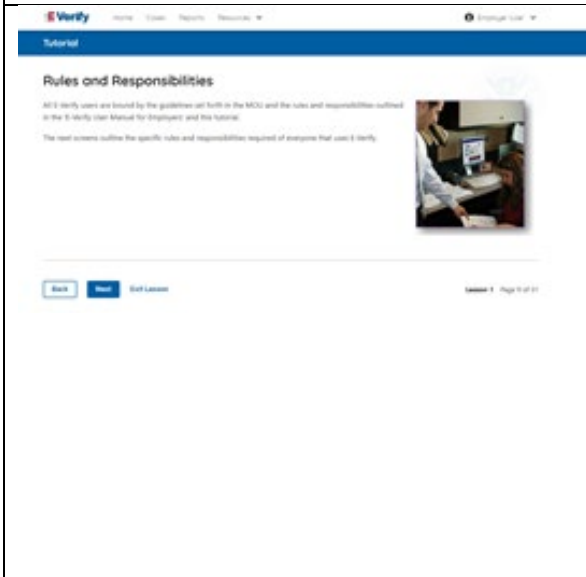 E-Verify Home Cases Reports Resources Employer User
Tutorial
Rules and Responsibilities
All E-Verify users are bound by the guidelines set forth in the MOU and the rules and responsibilities outlined
in the 'E-Verify User Manual for Employers' and this tutorial.
The next screens outline the specific rules and responsibilities required of everyone that uses E-Verify.
Back Next Exit Lesson Lesson 1 Page of